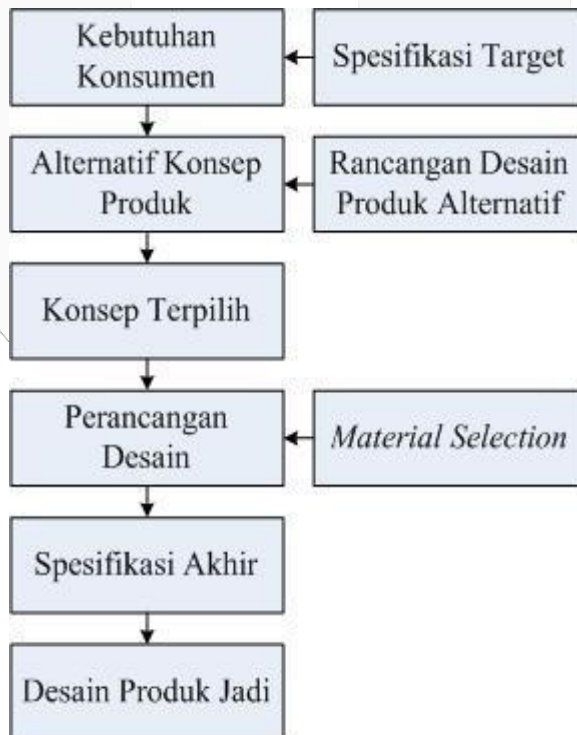 Kebutuhan
Konsumen
Spesifikasi Target
Alternatif Konsep
Produk
Rancangan Desain
Produk Alternatif
Konsep Terpilih
Perancangan
Desain
Material Selection
Spesifikasi Akhir
Desain Produk Jadi